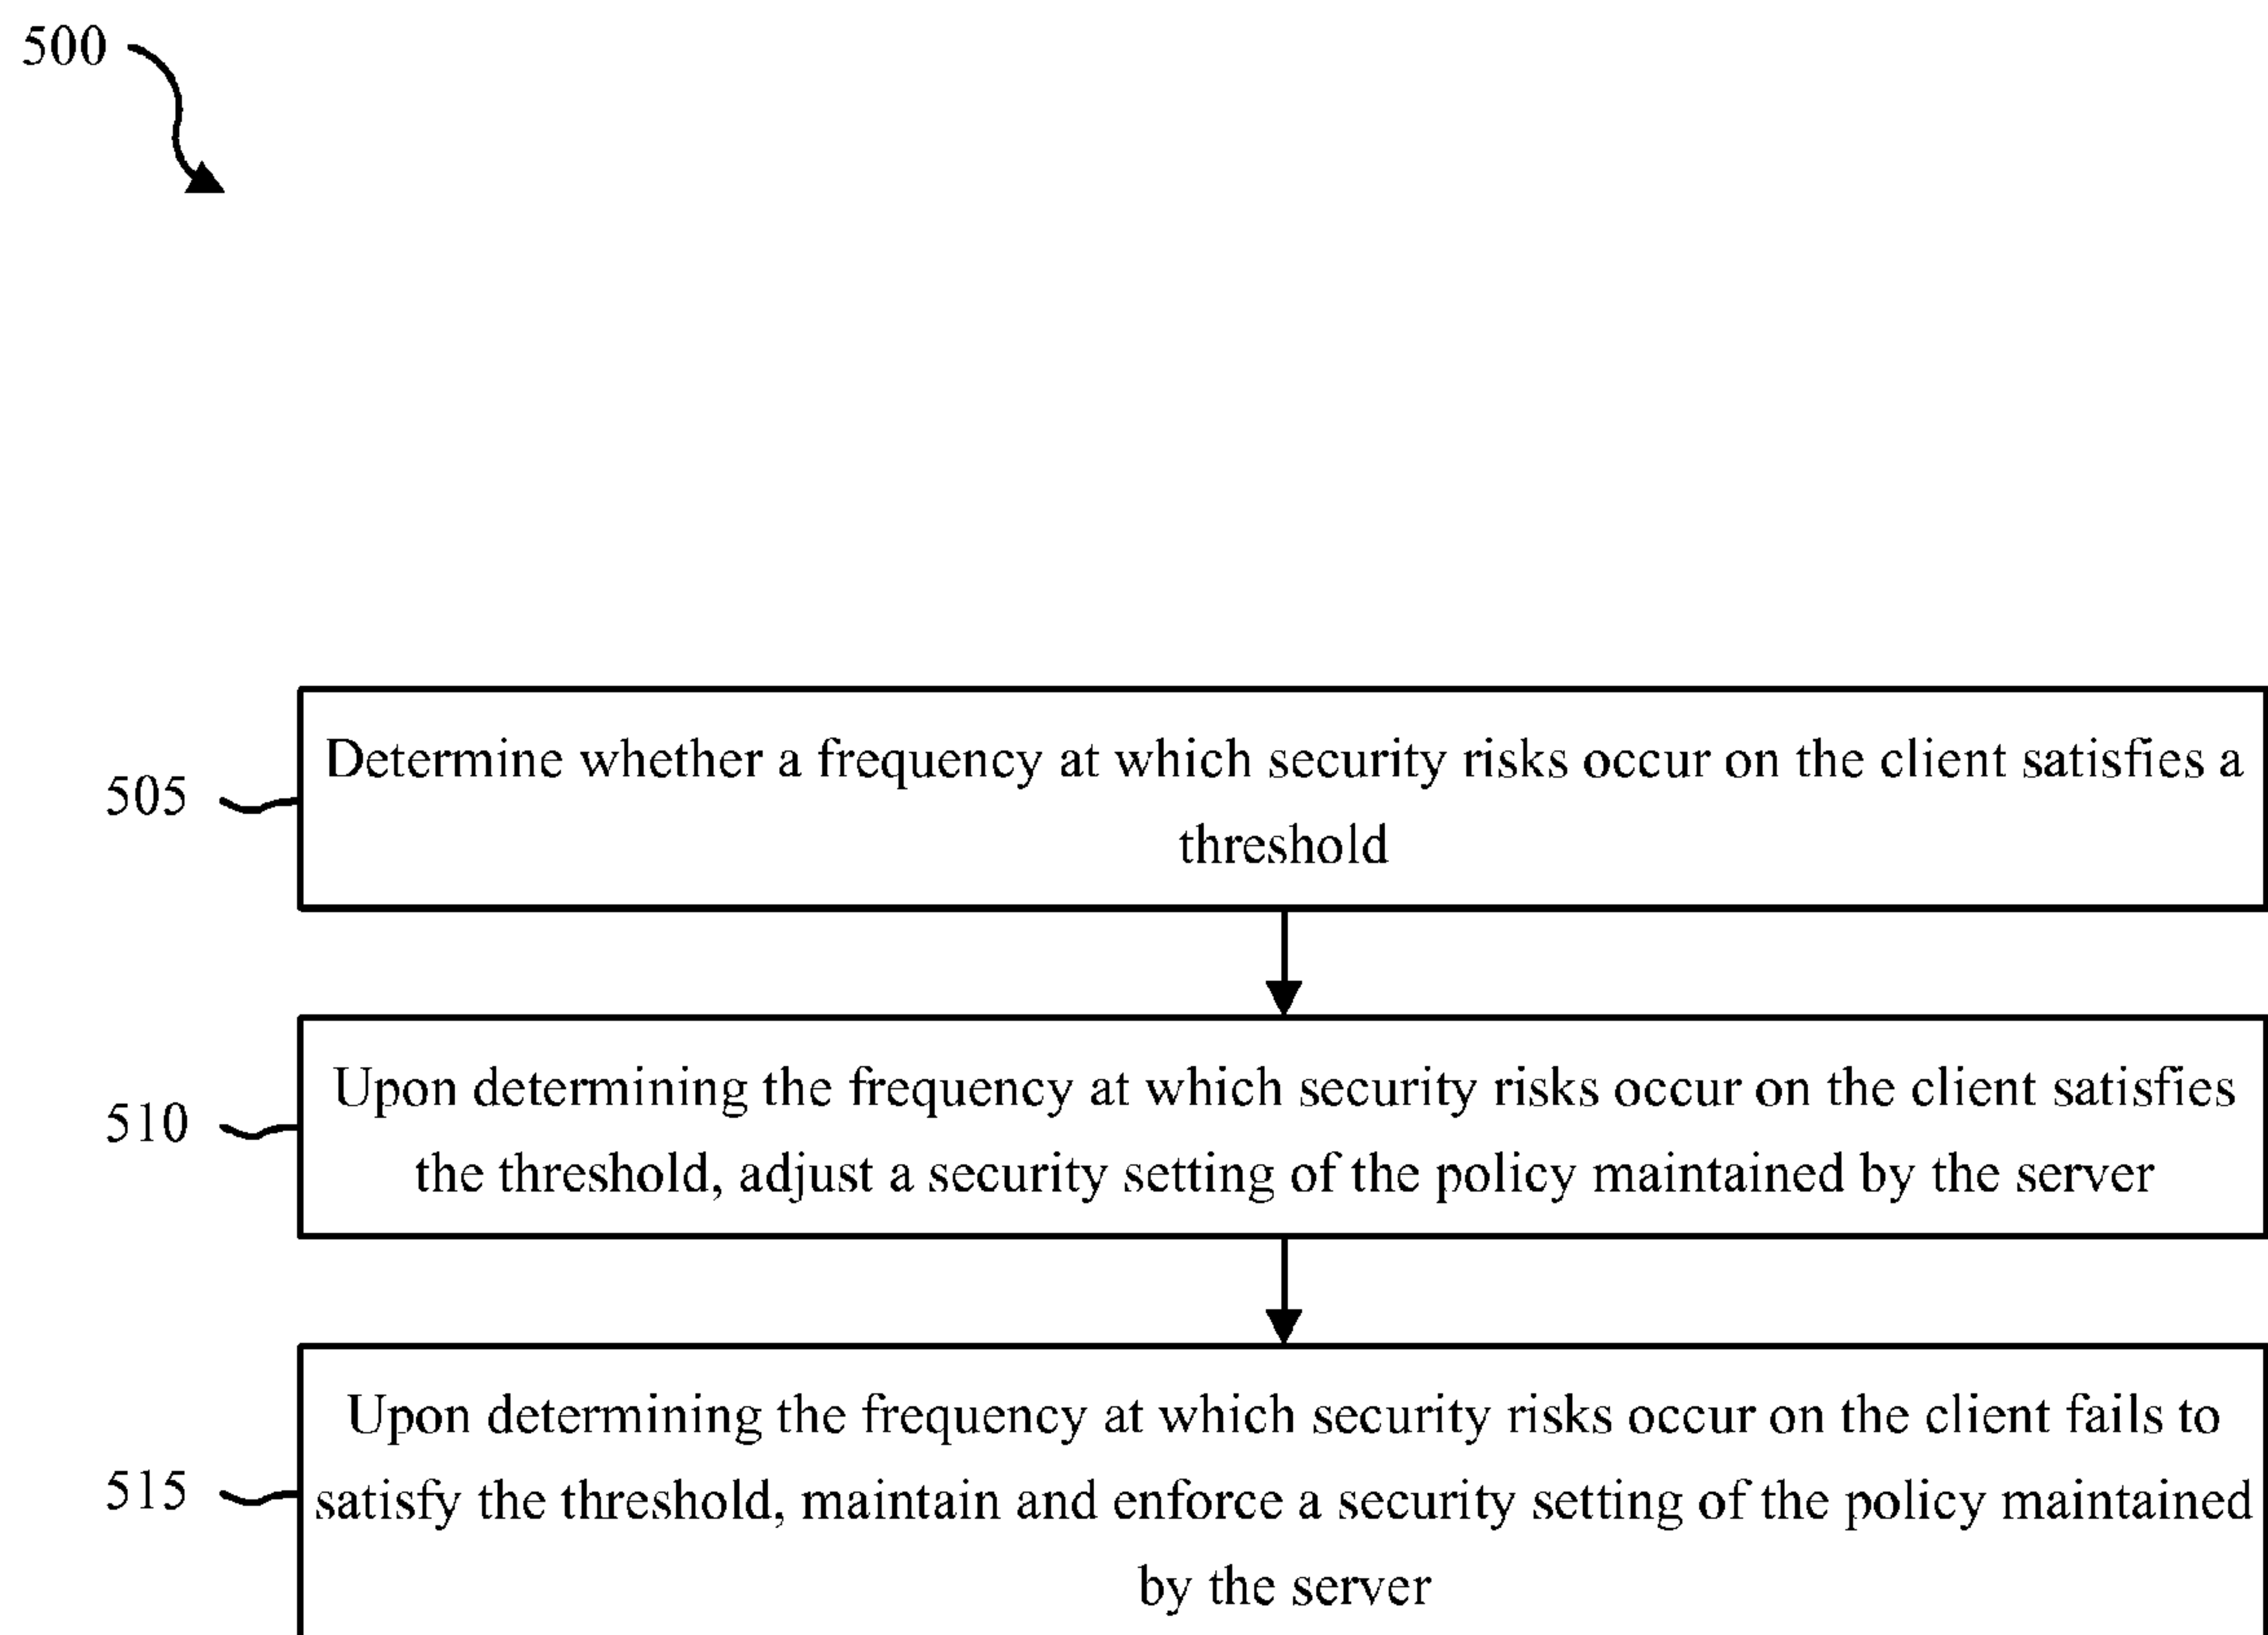 500
505
Determine whether a frequency at which security risks occur on the client satisfies a
threshold
510
Upon determining the frequency at which security risks occur on the client satisfies
the threshold, adjust a security setting of the policy maintained by the server
515
Upon determining the frequency at which security risks occur on the client fails to
satisfy the threshold, maintain and enforce a security setting of the policy maintained
by the server